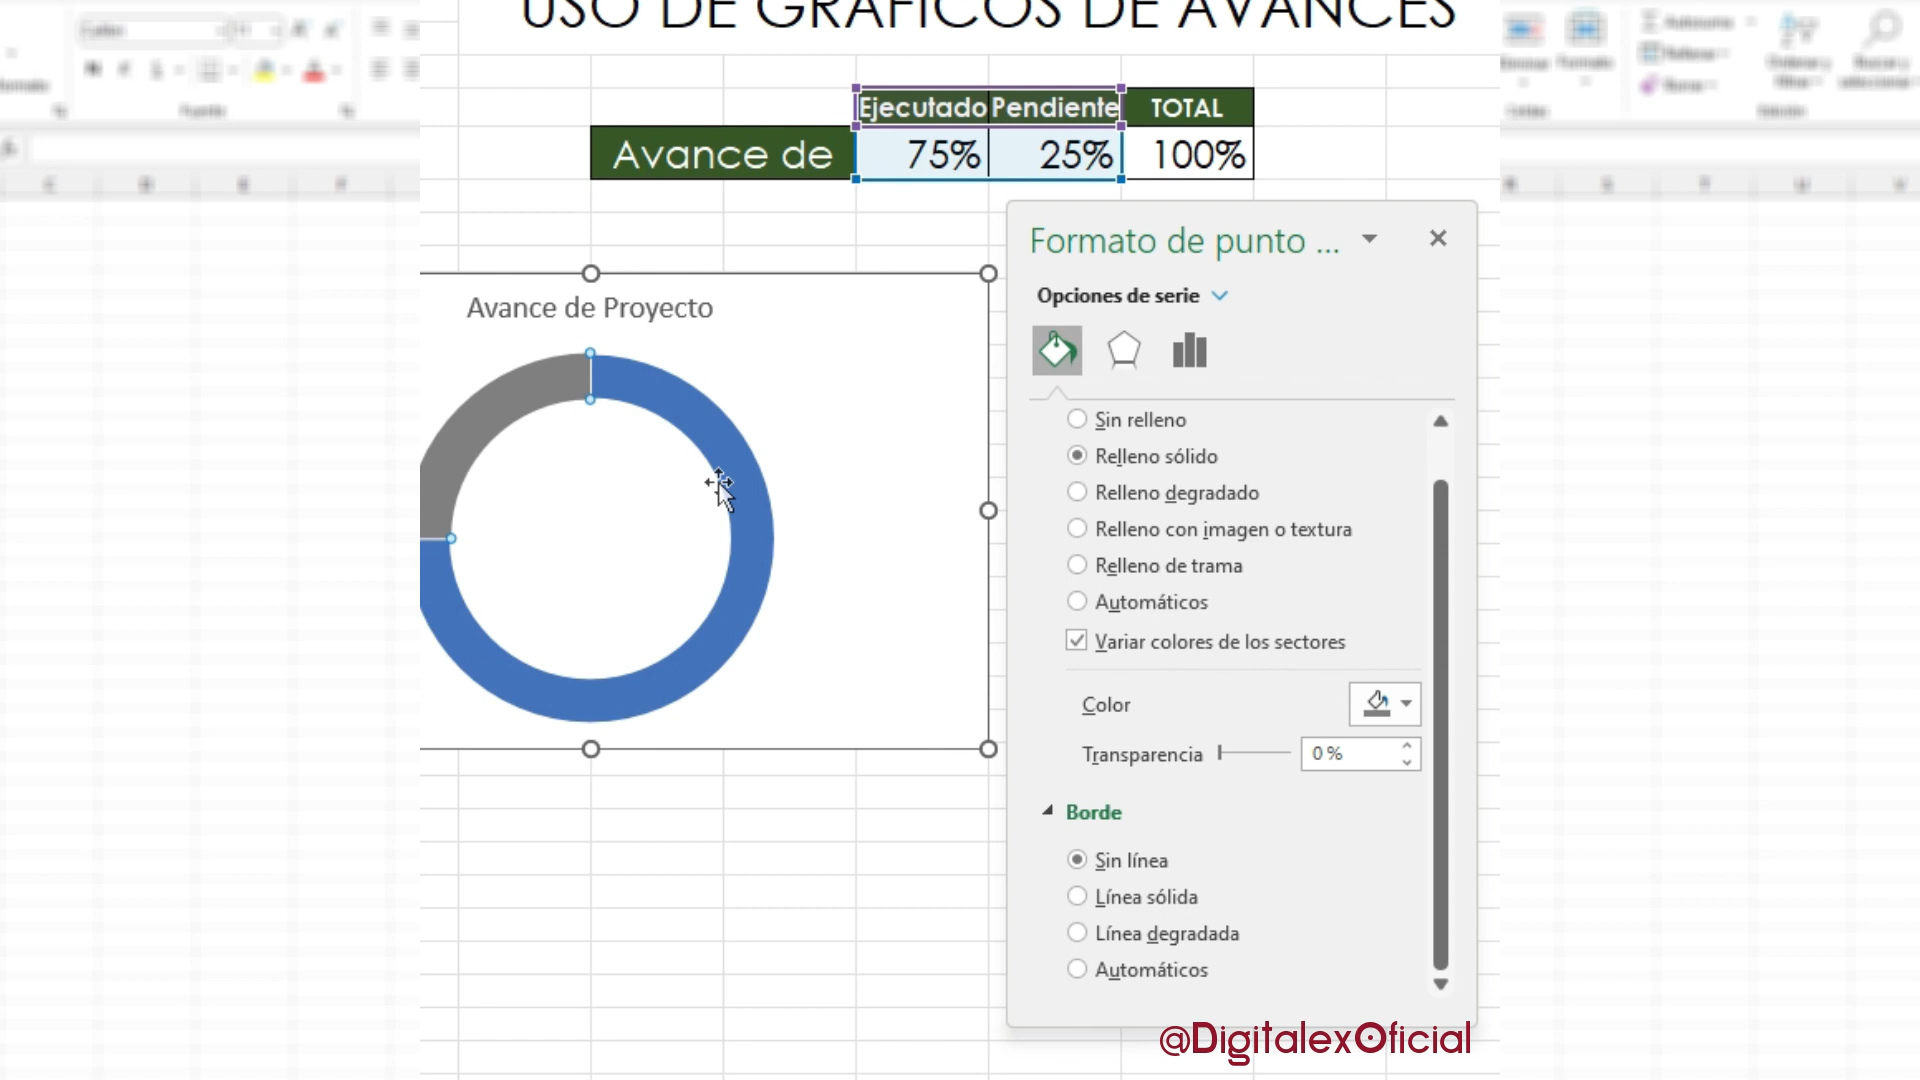 USO DE GRÁFICOS DE AVANCES
Ejecutado Pendiente TOTAL
Avance de 75% 25% 100%
Formato de punto ...
Opciones de serie
Avance de Proyecto
Sin relleno
Relleno sólido
Relleno degradado
Relleno con imagen o textura
Relleno de trama
Automáticos
Variar colores de los sectores
Color
Transparencia 0 %
Borde
Sin línea
Línea sólida
Línea degradada
Automáticos
@DigitalexOficial